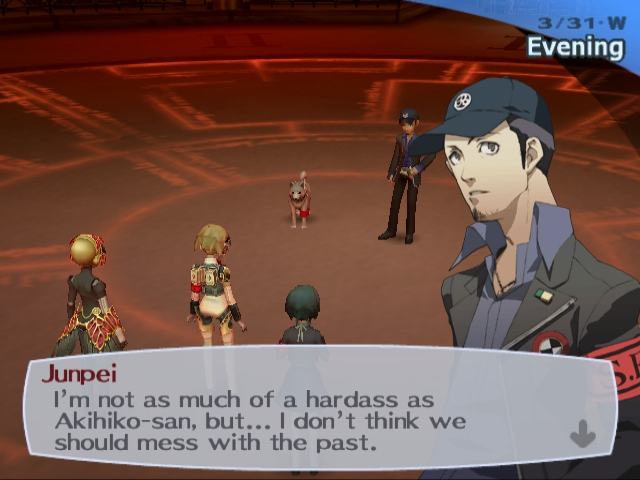 3/31·W
Evening
Junpei
I'm not as much of a hardass as
Akihiko-san, but... I don't think we
should mess with the past.
S.E